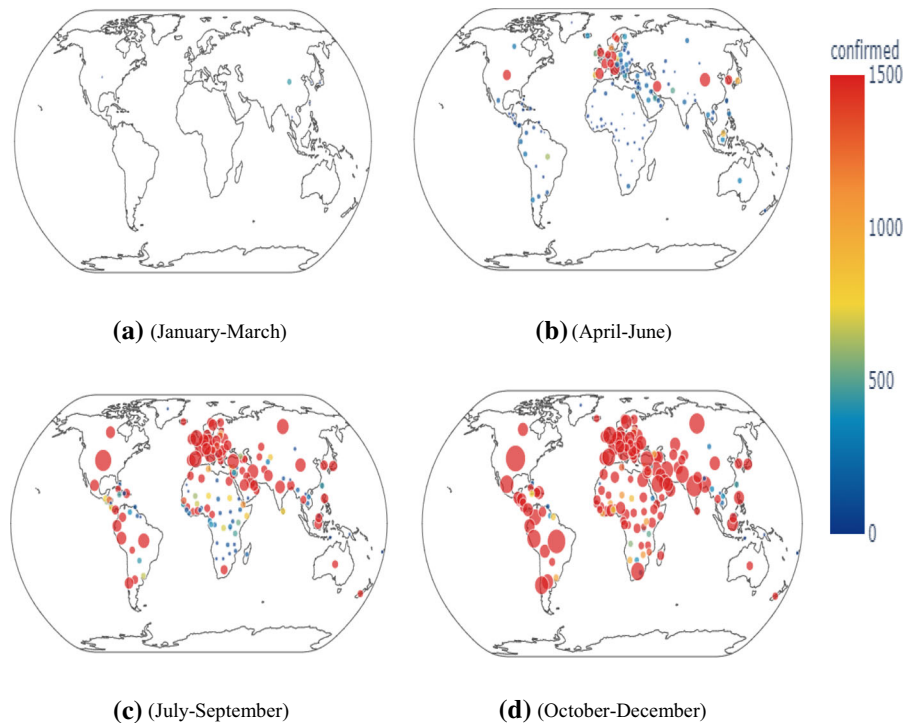 confirmed
1500
1000
500
0
(a) (January-March)
(b) (April-June)
(c) (July-September)
(d) (October-December)